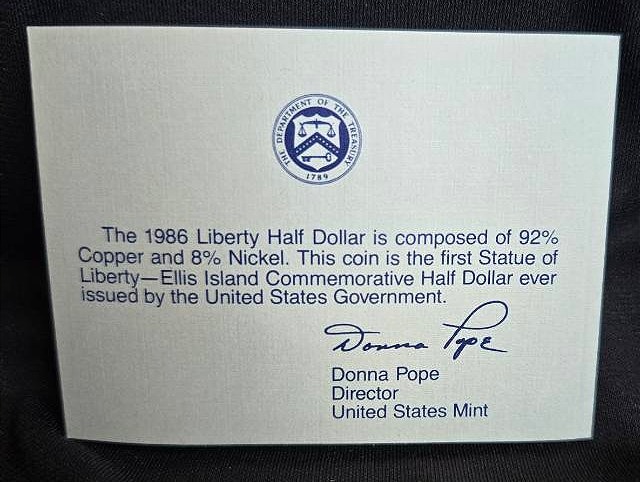 THE DEPARTMENT OF THE TREASURY
1789
The 1986 Liberty Half Dollar is composed of 92%
Copper and 8% Nickel. This coin is the first Statue of
Liberty—Ellis Island Commemorative Half Dollar ever
issued by the United States Government.
Donna Pope
Donna Pope
Director
United States Mint